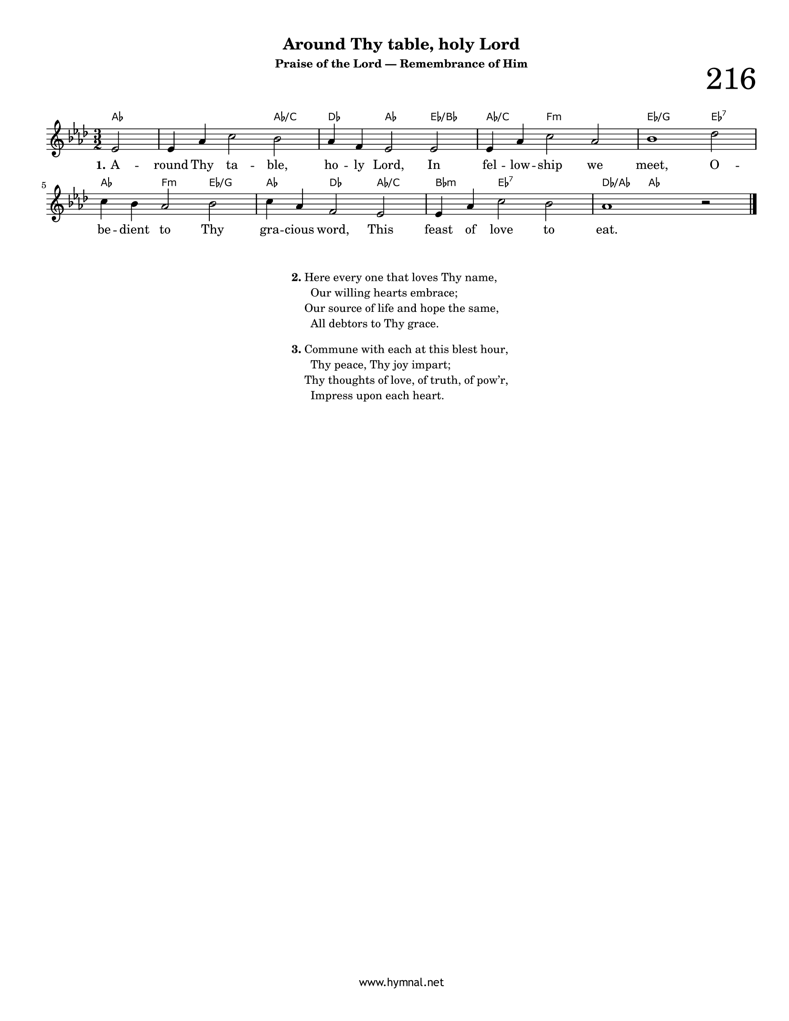 Around Thy table, holy Lord
Praise of the Lord — Remembrance of Him
216
A♭ A♭/C D♭ A♭ E♭/B♭ A♭/C Fm E♭/G E♭7
3
2
1. A - round Thy ta - ble, ho - ly Lord, In fel - low - ship we meet, O -
5
A♭ Fm E♭/G A♭ D♭ A♭/C B♭m E♭7 D♭/A♭ A♭
be - dient to Thy gra - cious word, This feast of love to eat.
2. Here every one that loves Thy name,
Our willing hearts embrace;
Our source of life and hope the same,
All debtors to Thy grace.
3. Commune with each at this blest hour,
Thy peace, Thy joy impart;
Thy thoughts of love, of truth, of pow'r,
Impress upon each heart.
www.hymnal.net